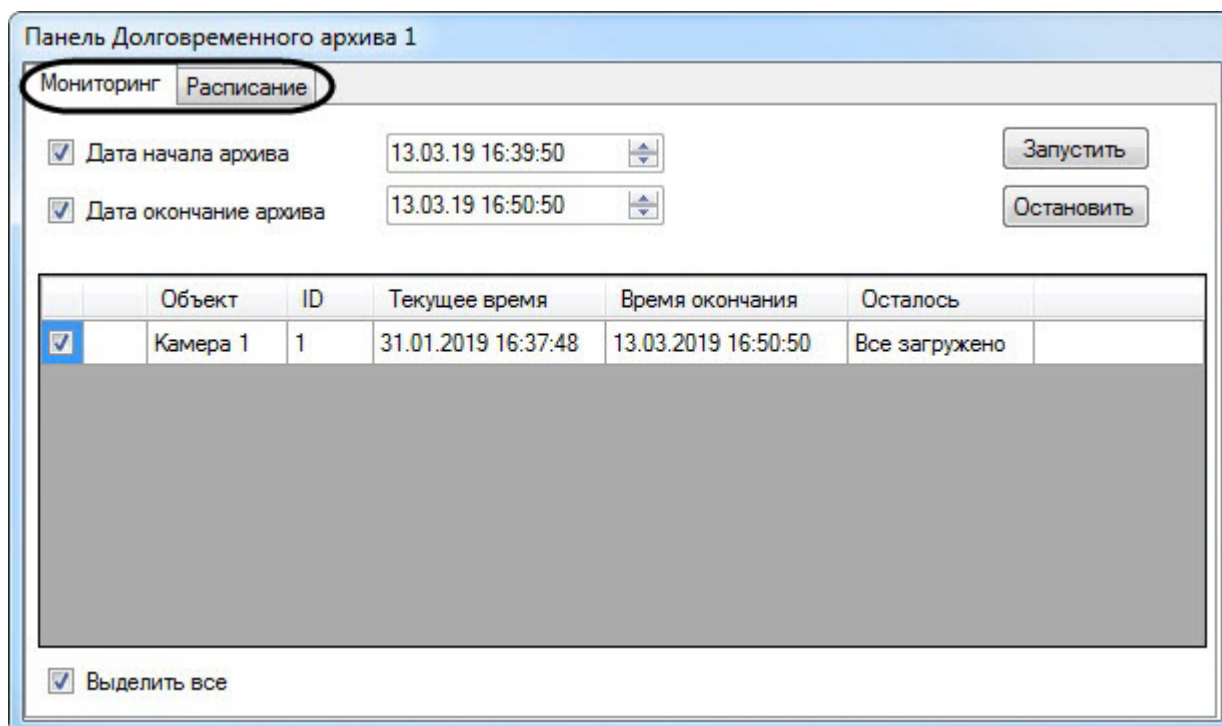 Панель Долговременного архива 1
Мониторинг Расписание
Дата начала архива 13.03.19 16:39:50 Запустить
Дата окончание архива 13.03.19 16:50:50 Остановить
Объект ID Текущее время Время окончания Осталось
Камера 1 1 31.01.2019 16:37:48 13.03.2019 16:50:50 Все загружено
Выделить все